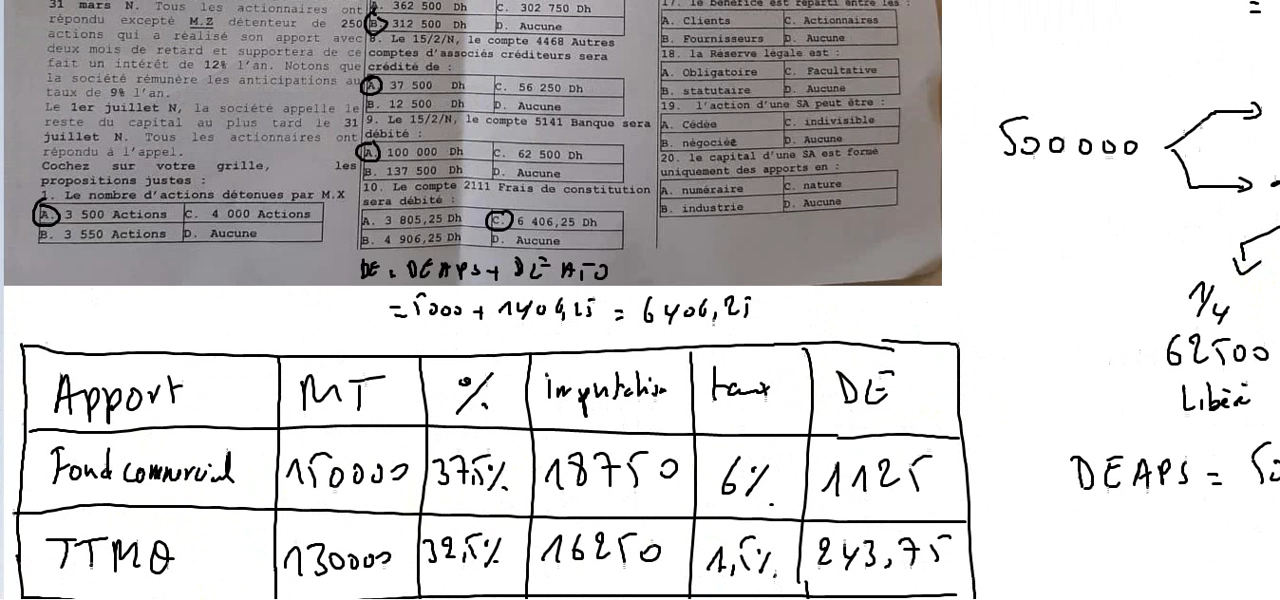 31 mars N. Tous les actionnaires ont
répondu excepté M.Z détenteur de 250
actions qui a réalisé son apport avec
deux mois de retard et supportera de ce
fait un intérêt de 12% l'an. Notons que
la société rémunère les anticipations au
taux de 9% l'an.
Le 1er juillet N, la société appelle le
reste du capital au plus tard le 31
juillet N. Tous les actionnaires ont
répondu à l'appel.
Cochez sur votre grille, les
propositions justes :
1. Le nombre d'actions détenues par M.X
A. 3 500 Actions C. 4 000 Actions
B. 3 550 Actions D. Aucune
A. 362 500 Dh C. 302 750 Dh
B. 312 500 Dh D. Aucune
8. Le 15/2/N, le compte 4468 Autres
comptes d'associés créditeurs sera
crédité de :
A. 37 500 Dh C. 56 250 Dh
B. 12 500 Dh D. Aucune
9. Le 15/2/N, le compte 5141 Banque sera
débité :
A. 100 000 Dh C. 62 500 Dh
B. 137 500 Dh D. Aucune
10. Le compte 2111 Frais de constitution
sera débité :
A. 3 805,25 Dh C. 6 406,25 Dh
B. 4 906,25 Dh D. Aucune
17. le bénéfice est réparti entre les :
A. Clients C. Actionnaires
B. Fournisseurs D. Aucune
18. la Réserve légale est :
A. Obligatoire C. Facultative
B. statutaire D. Aucune
19. l'action d'une SA peut être :
A. Cédée C. indivisible
B. négociée D. Aucune
20. le capital d'une SA est formé
uniquement des apports en :
A. numéraire C. nature
B. industrie D. Aucune
= 5000 + 1406,25 = 6406,25
Apport MT % imputation taux DE
Fond commercial 150000 37,5% 18750 6% 1125
TTMO 130000 32,5% 16250 1,5% 243,75
=
500000
1/4
62500
Libéré
DEAPS =